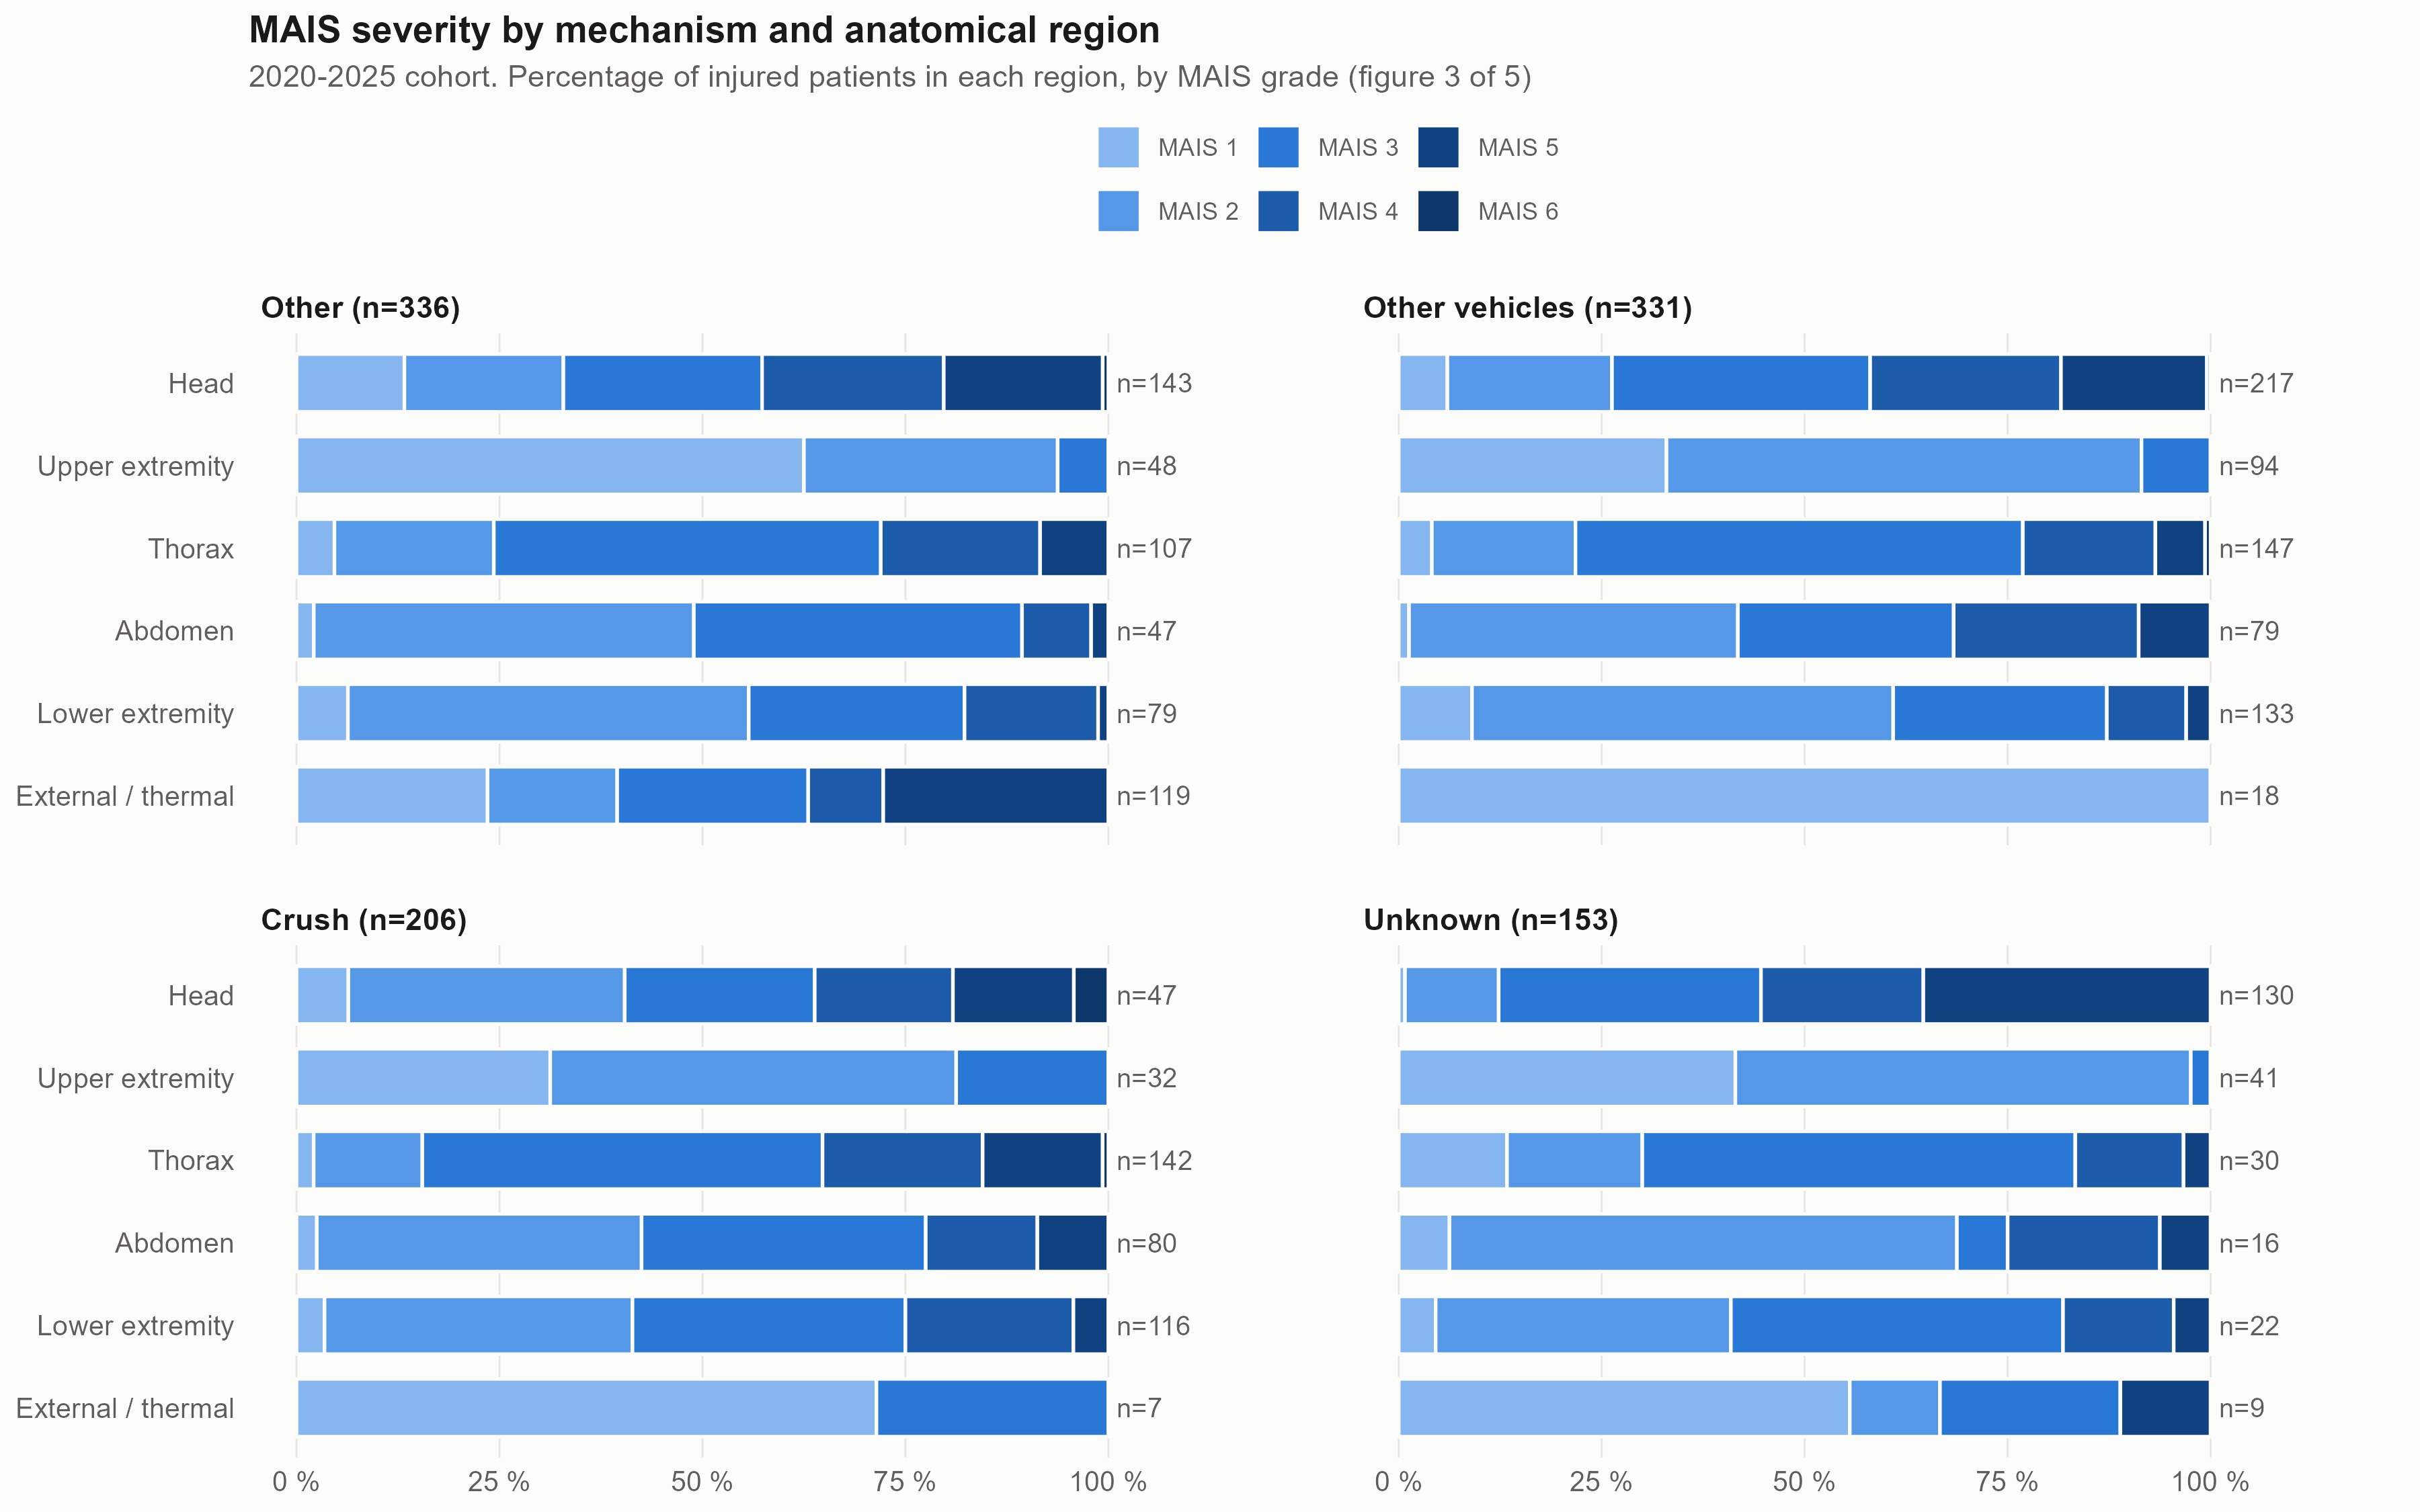 MAIS severity by mechanism and anatomical region
2020-2025 cohort. Percentage of injured patients in each region, by MAIS grade (figure 3 of 5)
MAIS 1 MAIS 3 MAIS 5
MAIS 2 MAIS 4 MAIS 6
Other (n=336)
Head n=143
Upper extremity n=48
Thorax n=107
Abdomen n=47
Lower extremity n=79
External / thermal n=119
Other vehicles (n=331)
n=217
n=94
n=147
n=79
n=133
n=18
Crush (n=206)
Head n=47
Upper extremity n=32
Thorax n=142
Abdomen n=80
Lower extremity n=116
External / thermal n=7
0 % 25 % 50 % 75 % 100 %
Unknown (n=153)
n=130
n=41
n=30
n=16
n=22
n=9
0 % 25 % 50 % 75 % 100 %